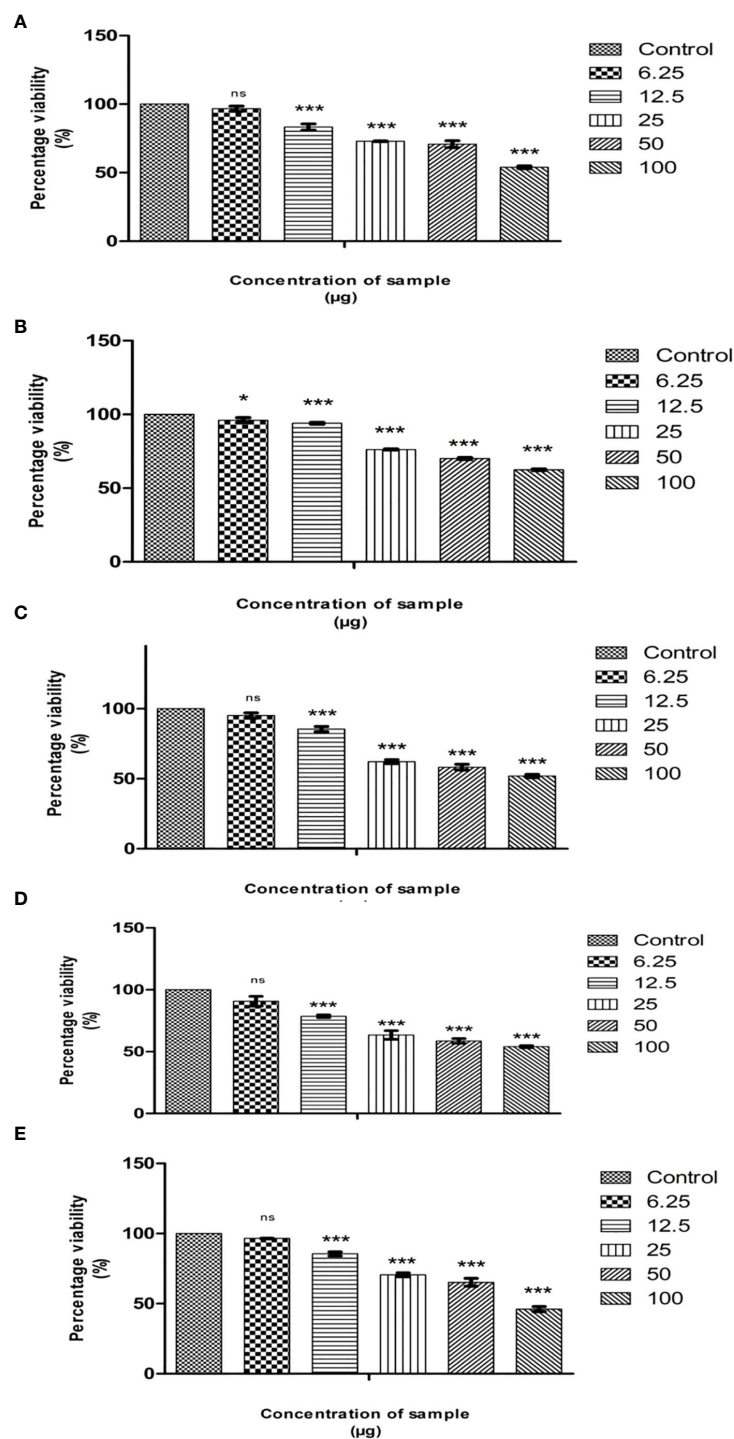 A
Percentage viability
(%)
150
100
50
0
ns
***
***
***
***
Control
6.25
12.5
25
50
100
Concentration of sample
(µg)
B
Percentage viability
(%)
150
100
50
0
*
***
***
***
***
Control
6.25
12.5
25
50
100
Concentration of sample
(µg)
C
Percentage viability
(%)
100
50
0
ns
***
***
***
***
Control
6.25
12.5
25
50
100
Concentration of sample
D
Percentage viability
(%)
150
100
50
0
ns
***
***
***
***
Control
6.25
12.5
25
50
100
E
Percentage viability
(%)
150
100
50
0
ns
***
***
***
***
Control
6.25
12.5
25
50
100
Concentration of sample
(µg)